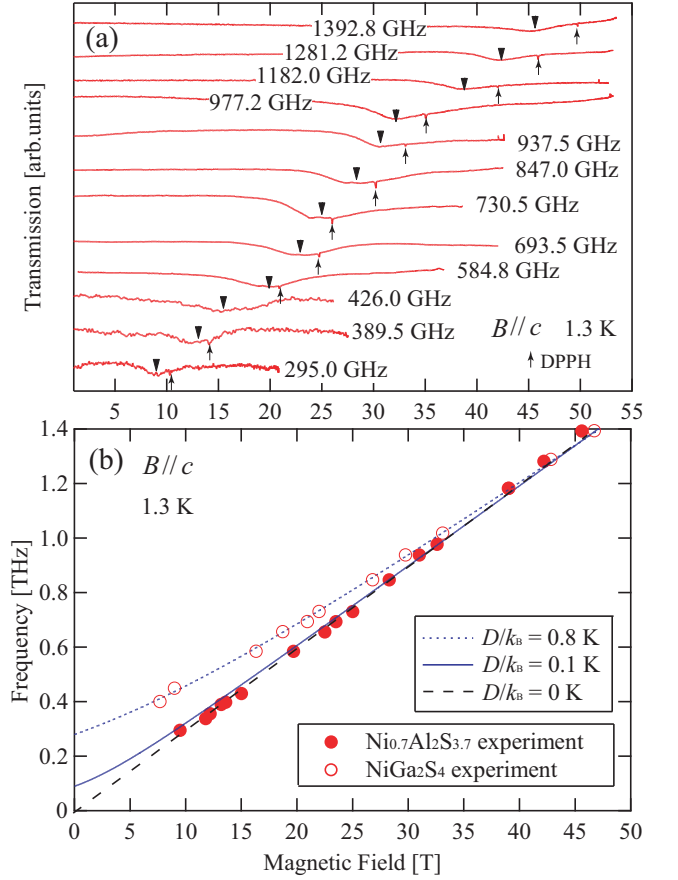 (a)
Transmission [arb.units]
1392.8 GHz
1281.2 GHz
1182.0 GHz
977.2 GHz
937.5 GHz
847.0 GHz
730.5 GHz
693.5 GHz
584.8 GHz
426.0 GHz
389.5 GHz
295.0 GHz
B//c 1.3 K
DPPH
5 10 15 20 25 30 35 40 45 50 55
(b)
B//c
1.3 K
Frequency [THz]
1.4
1.2
1.0
0.8
0.6
0.4
0.2
0
D/kB = 0.8 K
D/kB = 0.1 K
D/kB = 0 K
Ni0.7Al2S3.7 experiment
NiGa2S4 experiment
0 5 10 15 20 25 30 35 40 45 50
Magnetic Field [T]